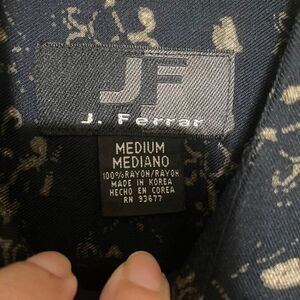 JF
J. Ferrar
MEDIUM
MEDIANO
100% RAYON/RAYON
MADE IN KOREA
HECHO EN COREA
RN 93677